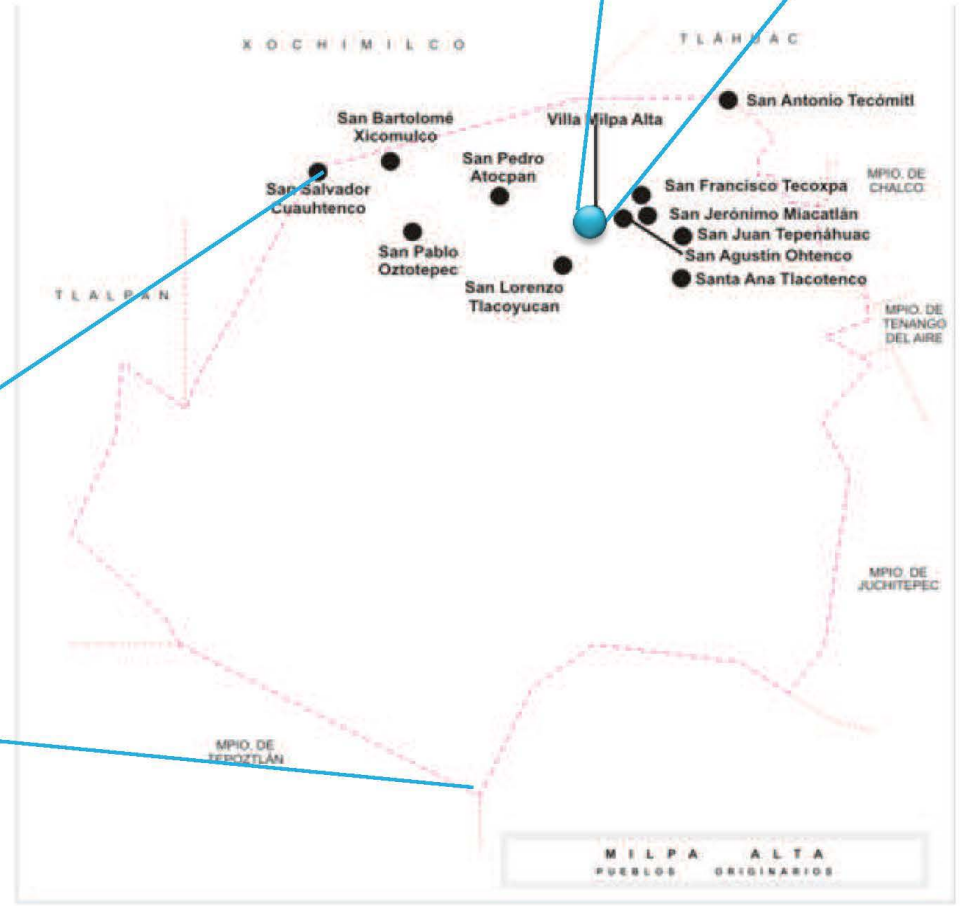 XOCHIMILCO
TLÁHUAC
San Antonio Tecómitl
San Bartolomé
Xicomulco
Villa Milpa Alta
San Pedro
Atocpan
San Salvador
Cuauhtenco
San Francisco Tecoxpa
MPIO. DE
CHALCO
San Jerónimo Miacatlán
San Juan Tepenáhuac
San Pablo
Oztotepec
San Agustin Ohtenco
San Lorenzo
Tlacoyucan
Santa Ana Tlacotenco
TLALPAN
MPIO. DE
TENANGO
DEL AIRE
MPIO. DE
JUCHITEPEC
MPIO. DE
TEPOZTLÁN
MILPA ALTA
PUEBLOS ORIGINARIOS